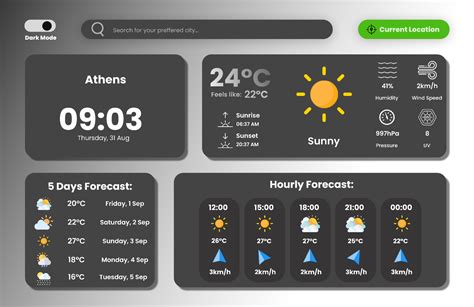 Dark Mode
Search for your preffered city...
Current Location
Athens
09:03
Thursday, 31 Aug
24°C
Feels like: 22°C
Sunrise
06:37 AM
Sunset
20:37 AM
Sunny
41%
Humidity
2km/h
Wind Speed
997hPa
Pressure
8
UV
5 Days Forecast:
20°C Friday, 1 Sep
22°C Saturday, 2 Sep
27°C Sunday, 3 Sep
18°C Monday, 4 Sep
16°C Tuesday, 5 Sep
Hourly Forecast:
12:00 15:00 18:00 21:00 00:00
26°C 27°C 27°C 25°C 22°C
3km/h 2km/h 2km/h 3km/h 3km/h